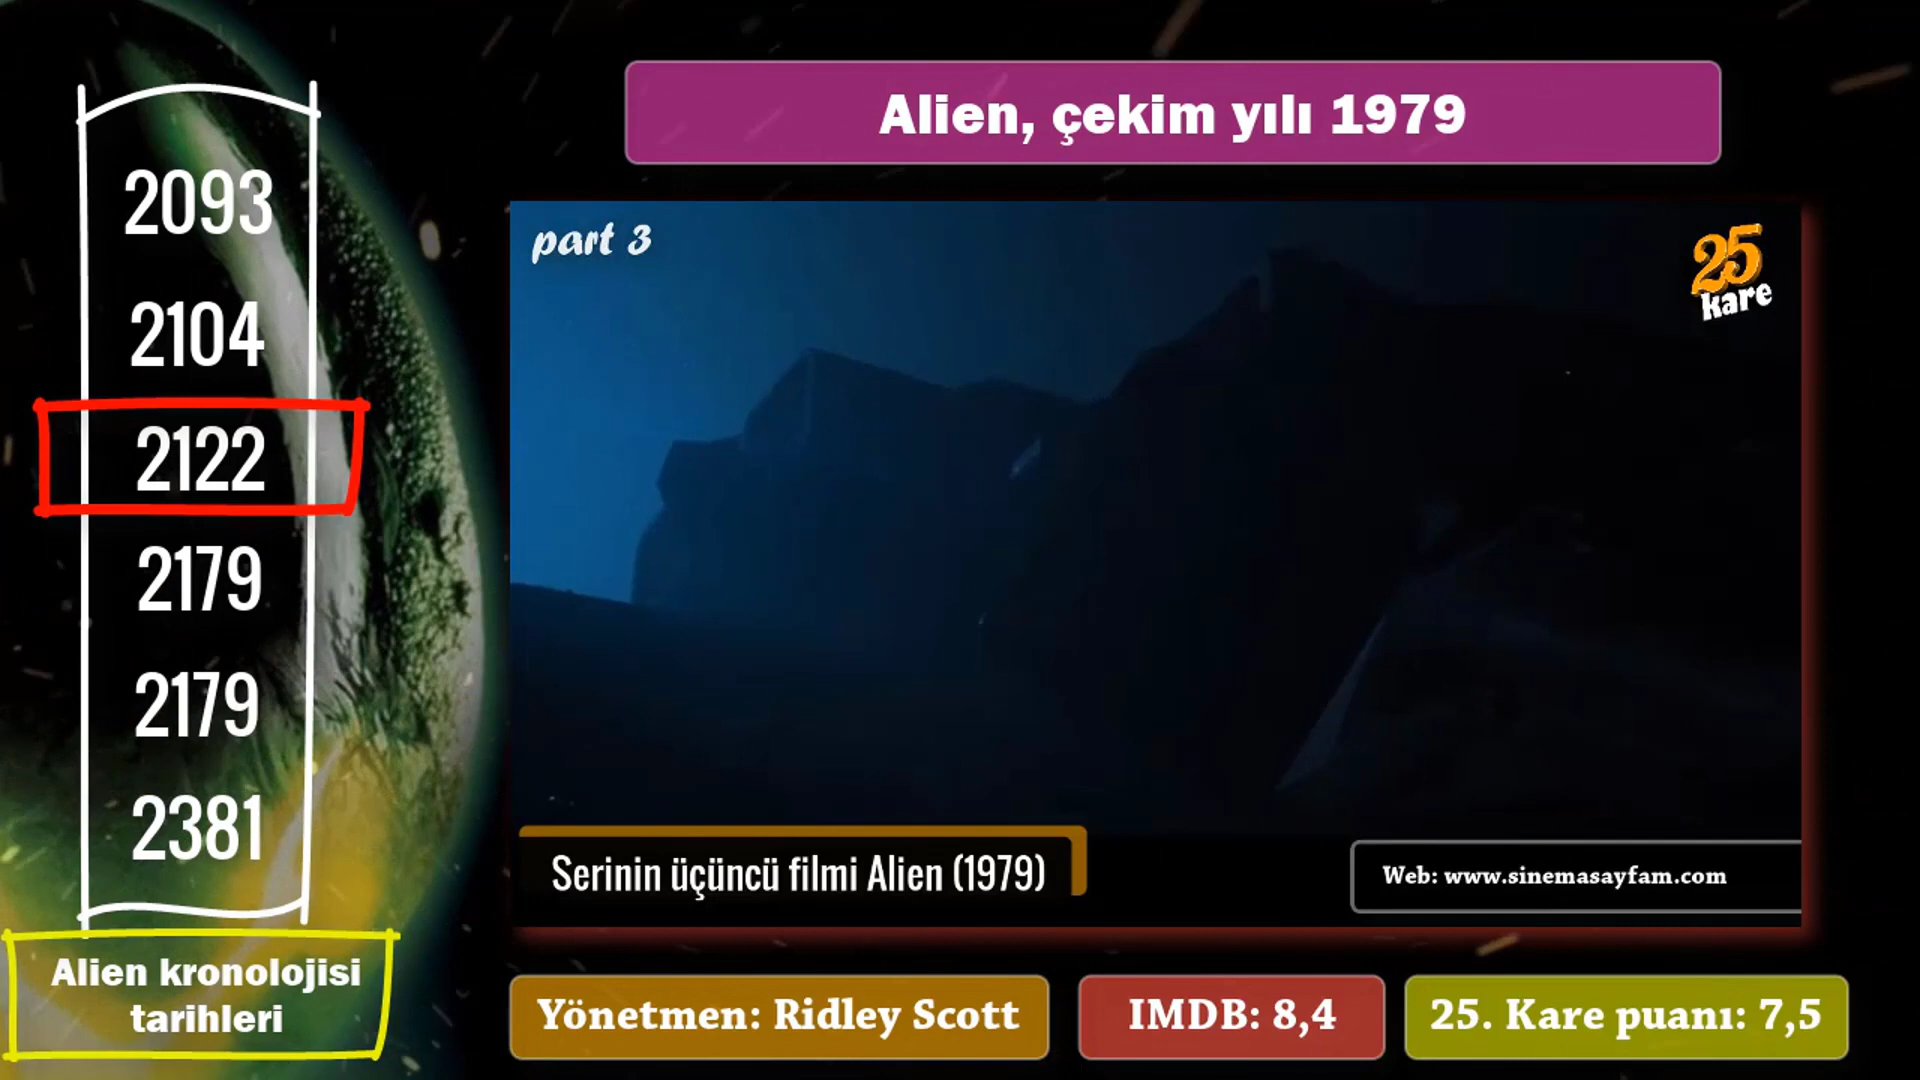 Alien, çekim yılı 1979
2093
2104
2122
2179
2179
2381
Alien kronolojisi
tarihleri
part 3
25
kare
Serinin üçüncü filmi Alien (1979)
Web: www.sinemasayfam.com
Yönetmen: Ridley Scott
IMDB: 8,4
25. Kare puanı: 7,5